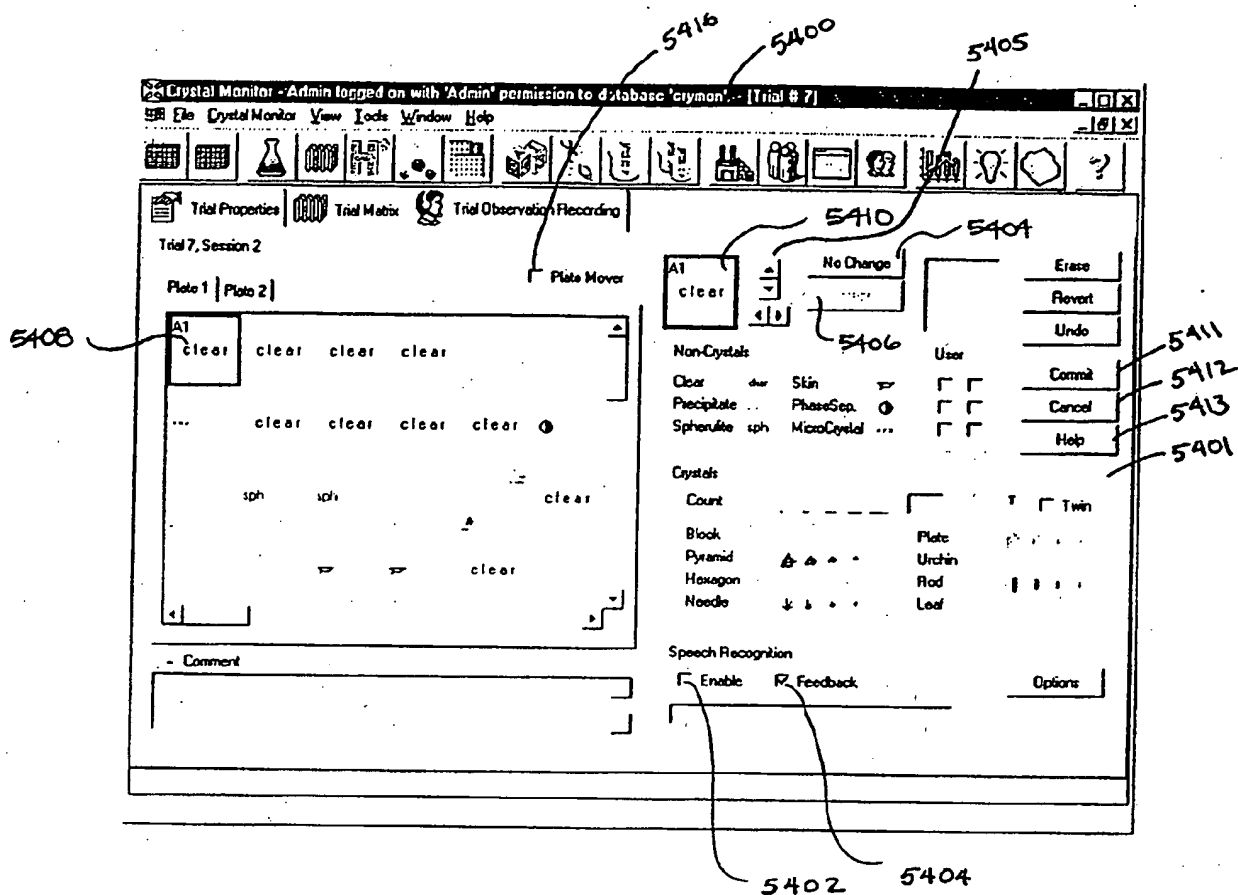 5416
5400
5405
Crystal Monitor - 'Admin logged on with 'Admin' permission to database 'crymon'. - [Trial # 7]
File Crystal Monitor View Tools Window Help
Trial Properties Trial Matrix Trial Observation Recording
5410
5404
Trial 7, Session 2
Plate Mover
A1
clear
No Change
Erase
Plate 1 Plate 2
Revert
5408
A1
clear clear clear clear
5406
Undo
5411
Non-Crystals User
Commit
5412
Clear clear Skin
Cancel
5413
Precipitate PhaseSep.
... clear clear clear clear
Spherulite sph MicroCrystal ...
Help
5401
Crystals
sph sph clear
Count Twin
Block Plate
Pyramid Urchin
clear
Hexagon Rod
Needle Leaf
Speech Recognition
- Comment
Enable Feedback Options
5402
5404